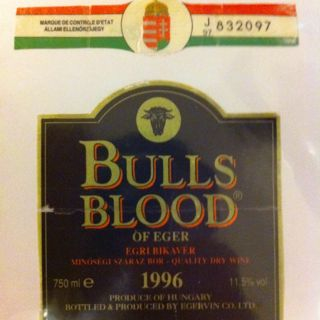 MARQUE DE CONTROLE D'ETAT
ÁLLAMI ELLENŐRZŐJEGY
J 97 832097
BULLS
BLOOD®
OF EGER
EGRI BIKAVÉR
MINŐSÉGI SZÁRAZ BOR - QUALITY DRY WINE
750 ml e 1996 11.5% vol
PRODUCE OF HUNGARY
BOTTLED & PRODUCED BY EGERVIN CO. LTD.